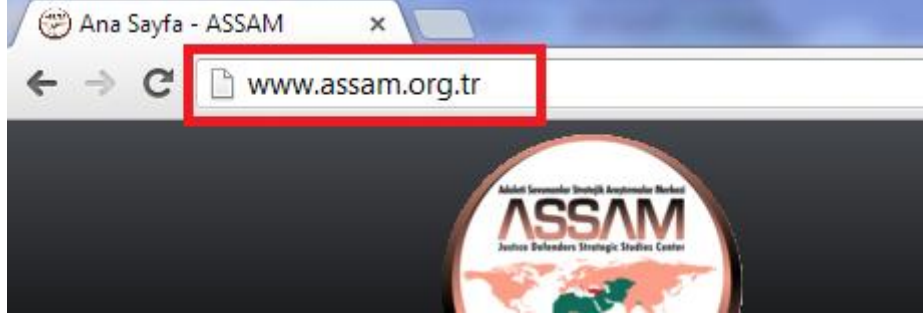 Ana Sayfa - ASSAM
www.assam.org.tr
Adaleti Savunanlar Stratejik Araştırmalar Merkezi
ASSAM
Justice Defenders Strategic Studies Center